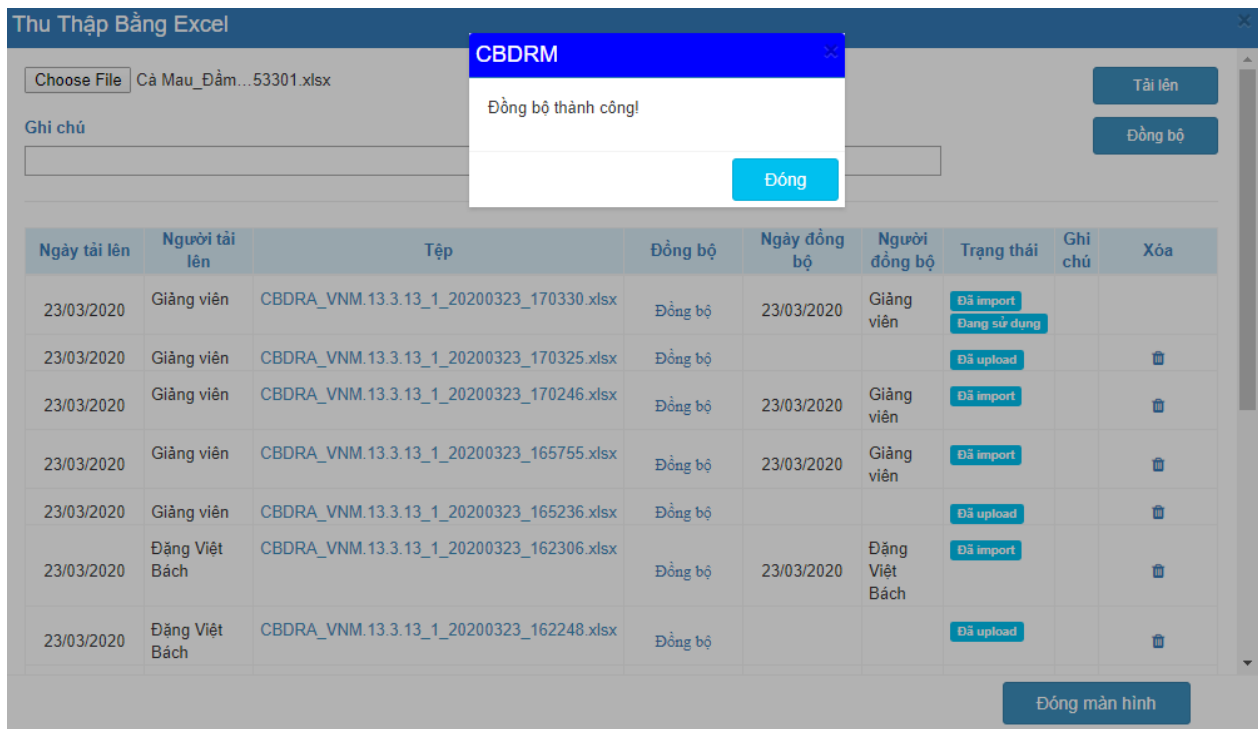 Thu Thập Bằng Excel
CBDRM
Choose File Cà Mau_Đầm...53301.xlsx
Đồng bộ thành công!
Tải lên
Ghi chú
Đồng bộ
Đóng
Ngày tải lên Người tải lên Tệp Đồng bộ Ngày đồng bộ Người đồng bộ Trạng thái Ghi chú Xóa
23/03/2020 Giảng viên CBDRA_VNM.13.3.13_1_20200323_170330.xlsx Đồng bộ 23/03/2020 Giảng viên Đã import Đang sử dụng
23/03/2020 Giảng viên CBDRA_VNM.13.3.13_1_20200323_170325.xlsx Đồng bộ Đã upload
23/03/2020 Giảng viên CBDRA_VNM.13.3.13_1_20200323_170246.xlsx Đồng bộ 23/03/2020 Giảng viên Đã import
23/03/2020 Giảng viên CBDRA_VNM.13.3.13_1_20200323_165755.xlsx Đồng bộ 23/03/2020 Giảng viên Đã import
23/03/2020 Giảng viên CBDRA_VNM.13.3.13_1_20200323_165236.xlsx Đồng bộ Đã upload
23/03/2020 Đặng Việt Bách CBDRA_VNM.13.3.13_1_20200323_162306.xlsx Đồng bộ 23/03/2020 Đặng Việt Bách Đã import
23/03/2020 Đặng Việt Bách CBDRA_VNM.13.3.13_1_20200323_162248.xlsx Đồng bộ Đã upload
Đóng màn hình